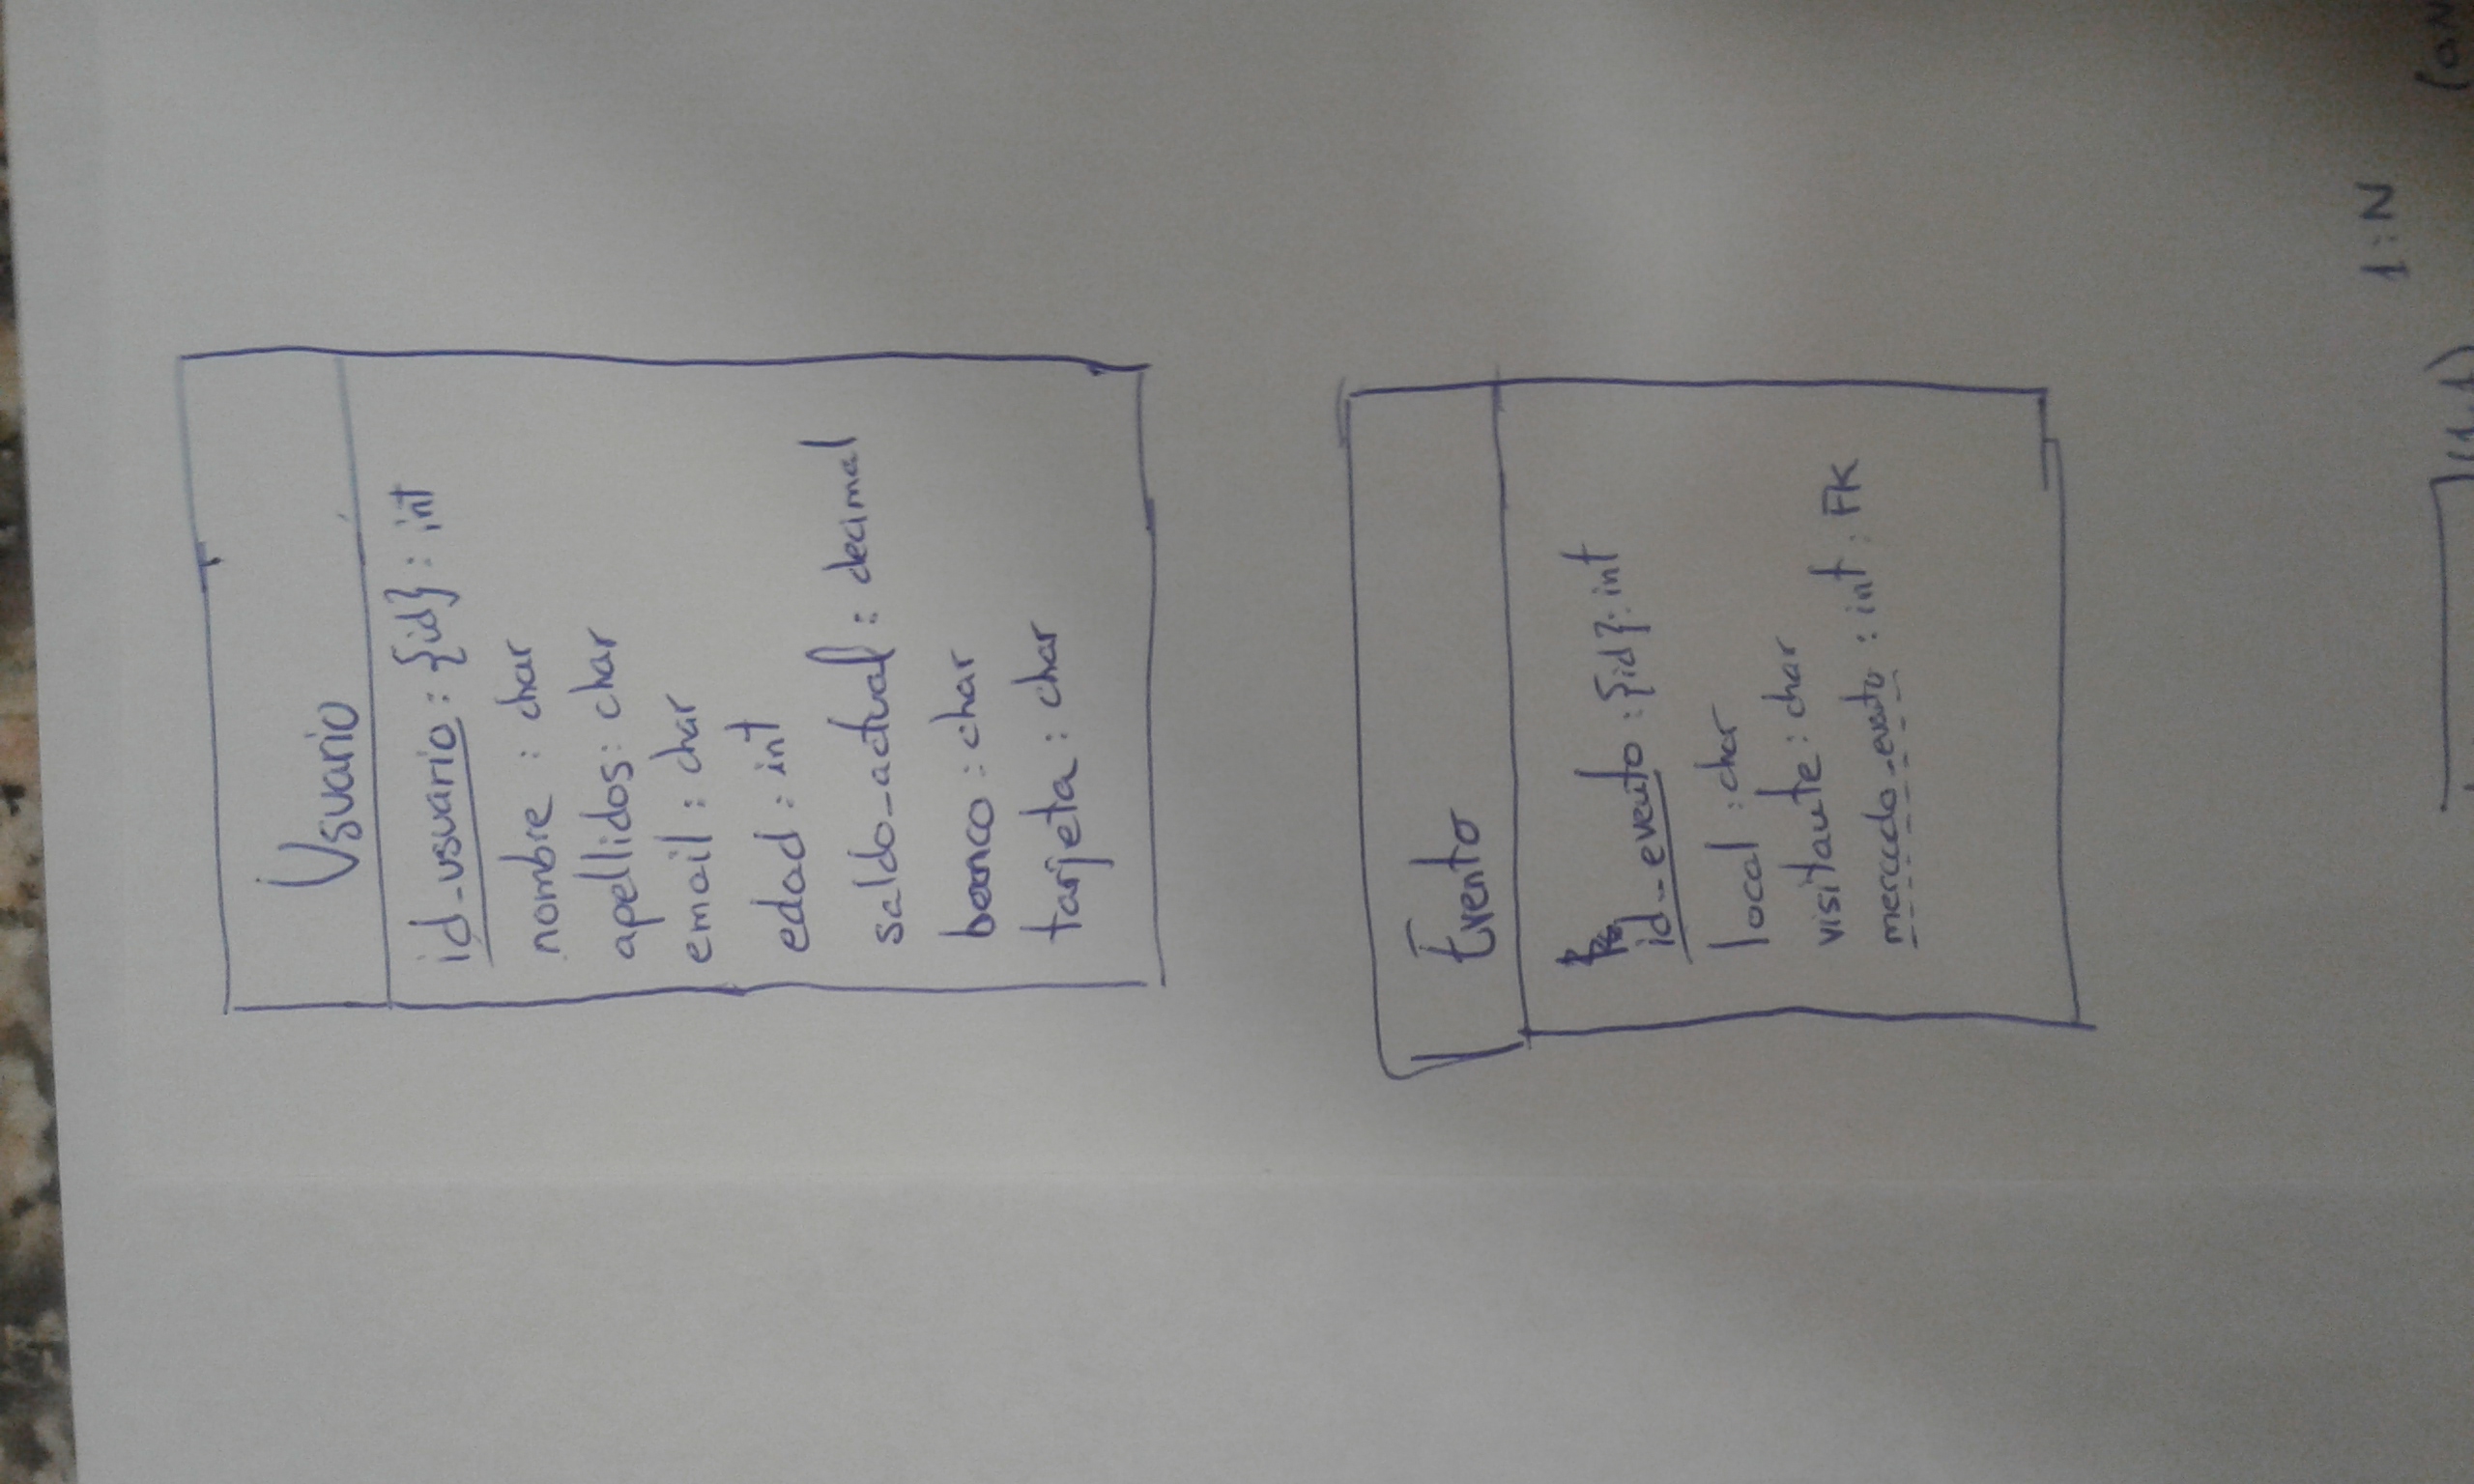 Usuario
id_usuario : {id} : int
nombre : char
apellidos : char
email : char
edad : int
saldo_actual : decimal
banco : char
tarjeta : char
Evento
id_evento : {id} : int
local : char
visitante : char
mercado_evento : int : FK
1:N
(1,1)